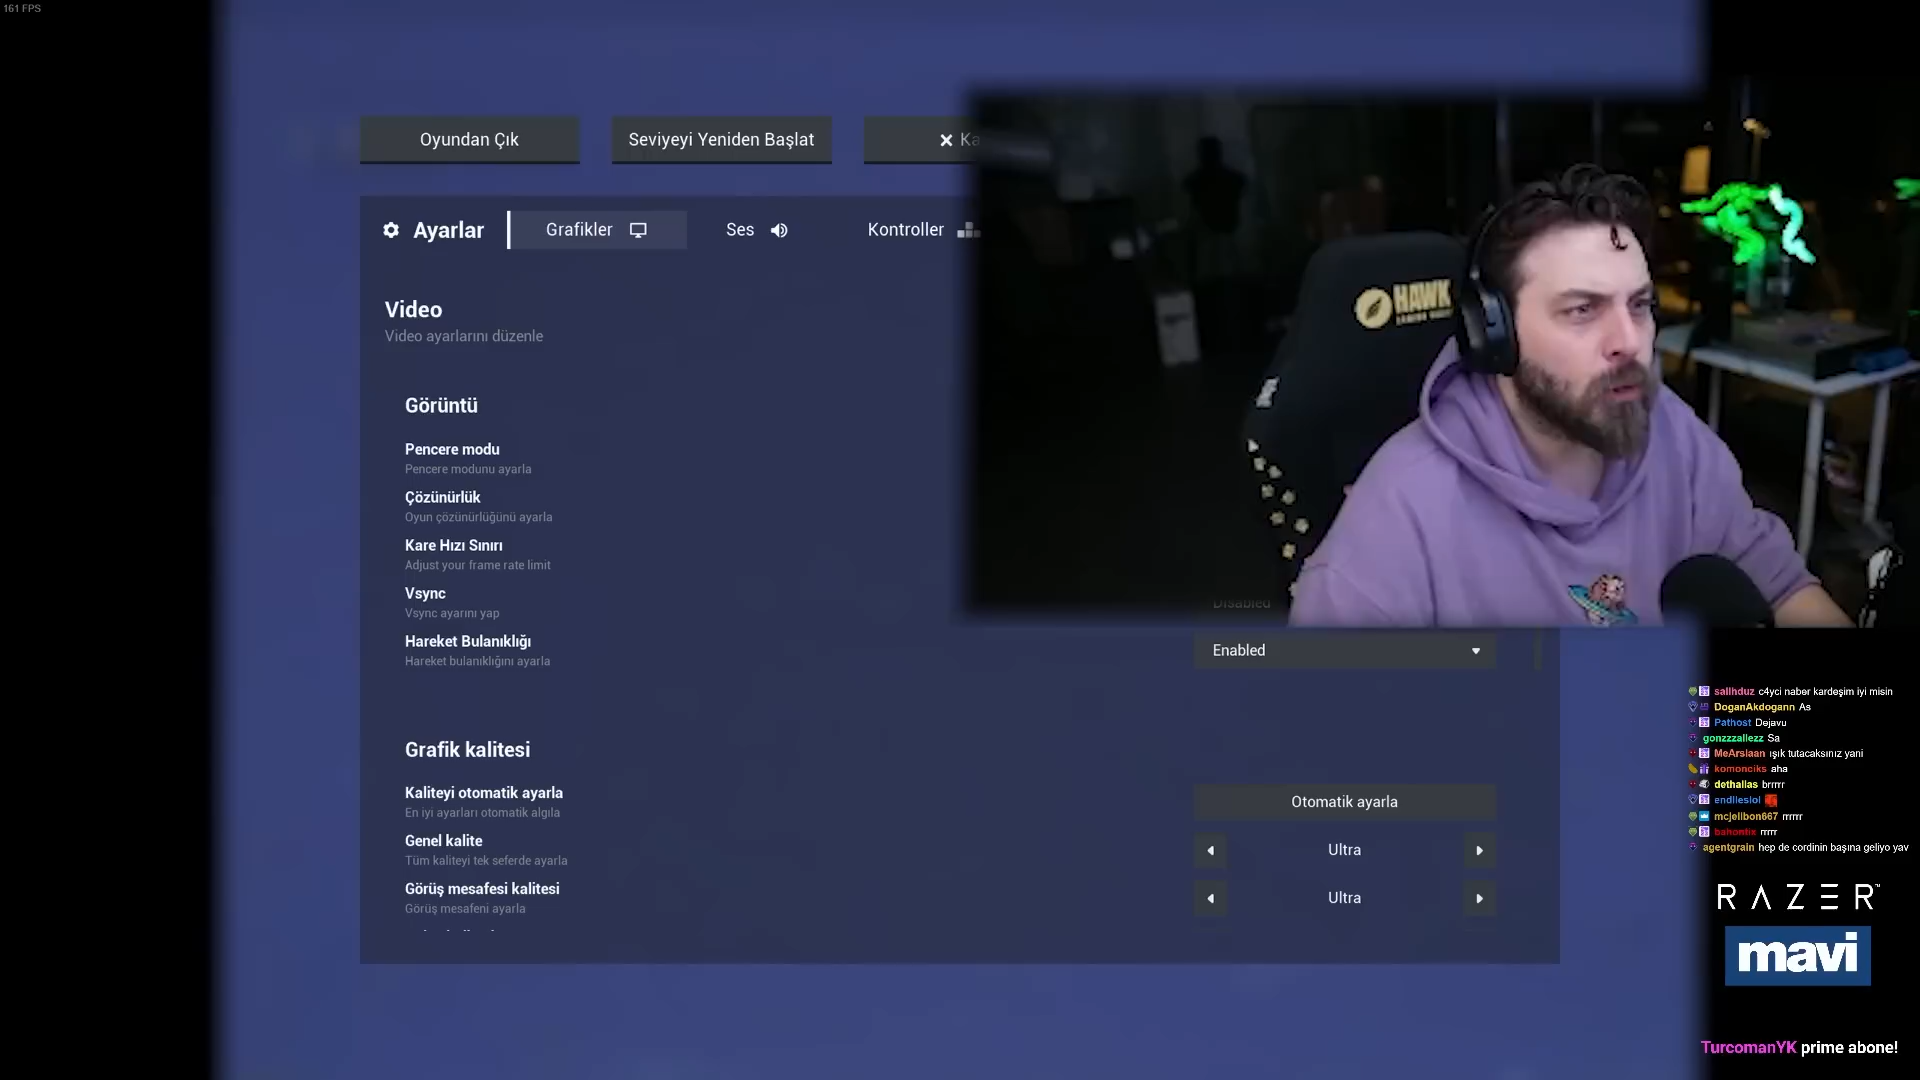 161 FPS
Oyundan Çık
Seviyeyi Yeniden Başlat
Ayarlar
Grafikler
Ses
Kontroller
Video
Video ayarlarını düzenle
Görüntü
Pencere modu
Pencere modunu ayarla
Çözünürlük
Oyun çözünürlüğünü ayarla
Kare Hızı Sınırı
Adjust your frame rate limit
Vsync
Vsync ayarını yap
Disabled
Hareket Bulanıklığı
Hareket bulanıklığını ayarla
Enabled
Grafik kalitesi
Kaliteyi otomatik ayarla
En iyi ayarları otomatik algıla
Otomatik ayarla
Genel kalite
Tüm kaliteyi tek seferde ayarla
Ultra
Görüş mesafesi kalitesi
Görüş mesafeni ayarla
Ultra
HAWK
salihduz c4yci naber kardeşim iyi misin
DoganAkdogann As
Pathost Dejavu
gonzzzallezz Sa
MeArslaan ışık tutacaksınız yani
komonciks aha
dethallas brrrr
endlleslol
mcjelibon667 rrrrr
bahontis rrrrr
agentgrain hep de cordinin başına geliyo yav
RAZER
mavi
TurcomanYK prime abone!